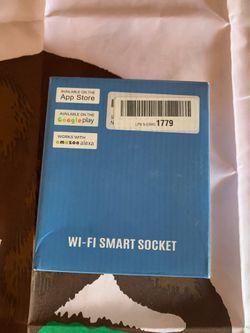 AVAILABLE ON THE
App Store
AVAILABLE ON THE
Google play
WORKS WITH
amazon alexa
1779
WI-FI SMART SOCKET